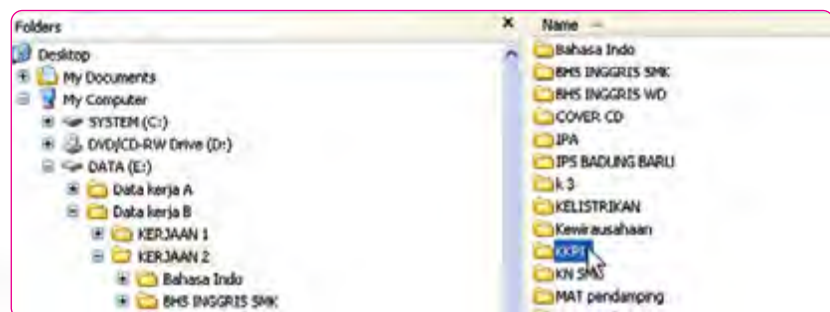 Folders
Desktop
My Documents
My Computer
SYSTEM (C:)
DVD/CD-RW Drive (D:)
DATA (E:)
Data kerja A
Data kerja B
KERJAAN 1
KERJAAN 2
Bahasa Indo
BHS INGGRIS SMK
Name
Bahasa Indo
BHS INGGRIS SMK
BHS INGGRIS WD
COVER CD
IPA
IPS BADUNG BARU
k 3
KELISTRIKAN
Kewirausahaan
KKPI
KN SMS
MAT pendamping